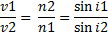 v1/v2 = n2/n1 = sin i1/sin i2